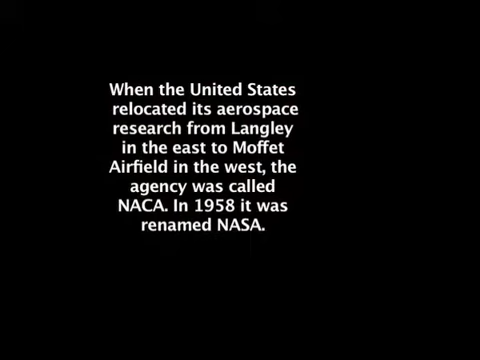 When the United States
relocated its aerospace
research from Langley
in the east to Moffet
Airfield in the west, the
agency was called
NACA. In 1958 it was
renamed NASA.